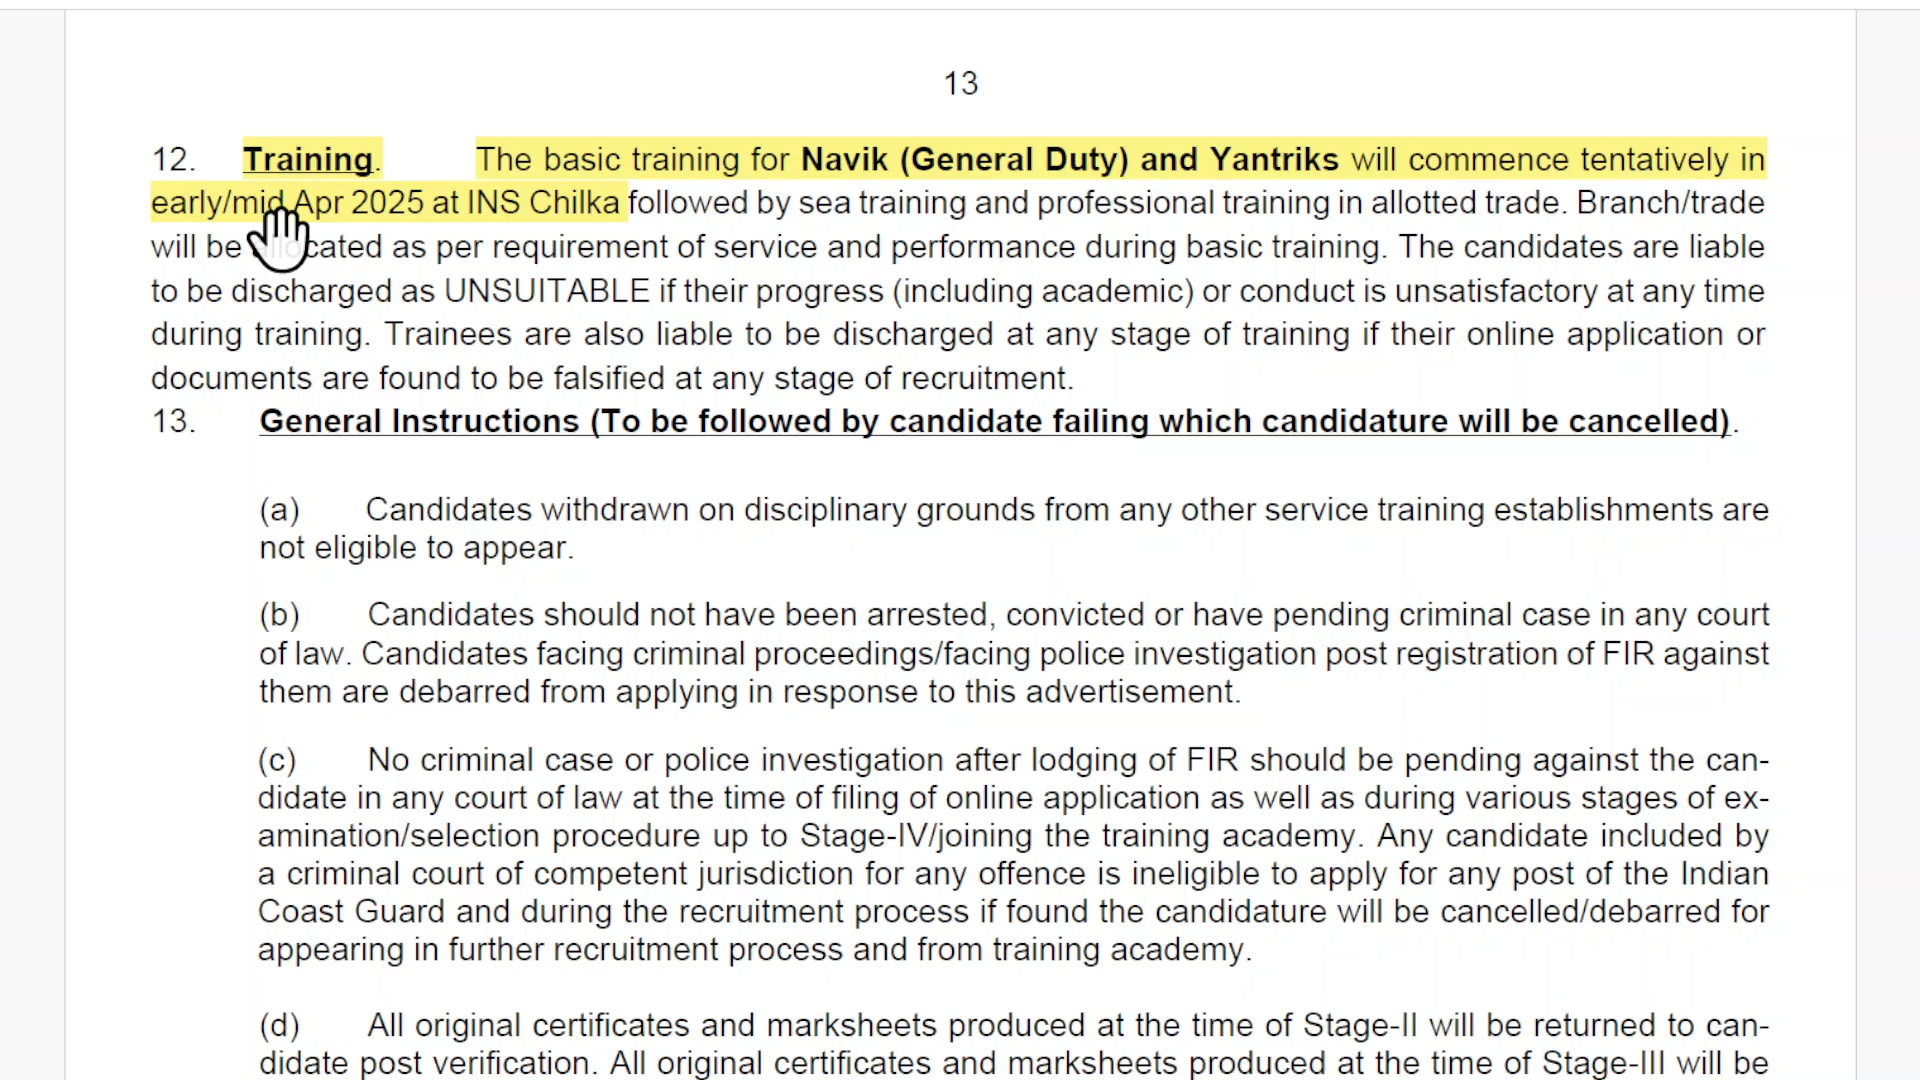 13
12. Training. The basic training for Navik (General Duty) and Yantriks will commence tentatively in
early/mid Apr 2025 at INS Chilka followed by sea training and professional training in allotted trade. Branch/trade
will be allocated as per requirement of service and performance during basic training. The candidates are liable
to be discharged as UNSUITABLE if their progress (including academic) or conduct is unsatisfactory at any time
during training. Trainees are also liable to be discharged at any stage of training if their online application or
documents are found to be falsified at any stage of recruitment.
13. General Instructions (To be followed by candidate failing which candidature will be cancelled).
(a) Candidates withdrawn on disciplinary grounds from any other service training establishments are
not eligible to appear.
(b) Candidates should not have been arrested, convicted or have pending criminal case in any court
of law. Candidates facing criminal proceedings/facing police investigation post registration of FIR against
them are debarred from applying in response to this advertisement.
(c) No criminal case or police investigation after lodging of FIR should be pending against the can-
didate in any court of law at the time of filing of online application as well as during various stages of ex-
amination/selection procedure up to Stage-IV/joining the training academy. Any candidate included by
a criminal court of competent jurisdiction for any offence is ineligible to apply for any post of the Indian
Coast Guard and during the recruitment process if found the candidature will be cancelled/debarred for
appearing in further recruitment process and from training academy.
(d) All original certificates and marksheets produced at the time of Stage-II will be returned to can-
didate post verification. All original certificates and marksheets produced at the time of Stage-III will be